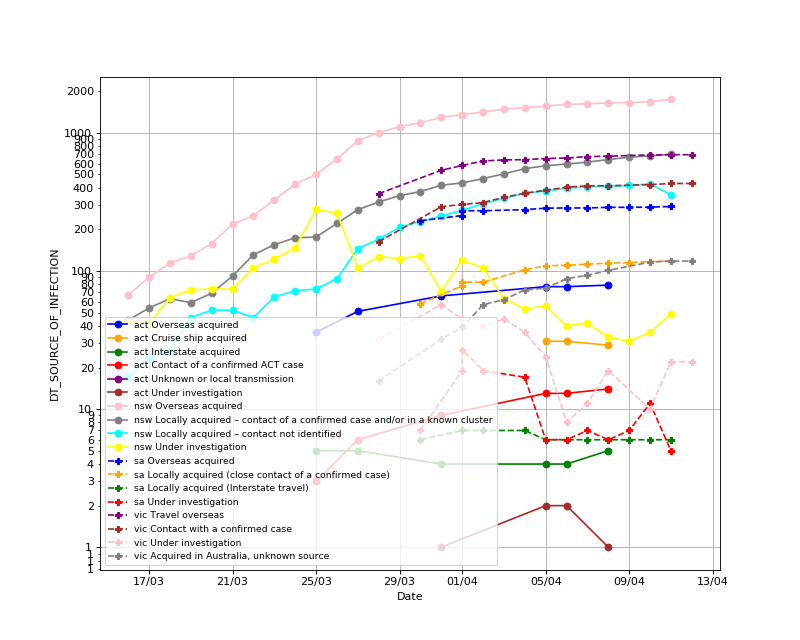 2000
1000
900
800
700
600
500
400
300
200
100
90
80
70
60
50
40
30
20
10
9
8
7
6
5
4
3
2
1
1
1
DT_SOURCE_OF_INFECTION
act Overseas acquired
act Cruise ship acquired
act Interstate acquired
act Contact of a confirmed ACT case
act Unknown or local transmission
act Under investigation
nsw Overseas acquired
nsw Locally acquired – contact of a confirmed case and/or in a known cluster
nsw Locally acquired – contact not identified
nsw Under investigation
sa Overseas acquired
sa Locally acquired (close contact of a confirmed case)
sa Locally acquired (Interstate travel)
sa Under investigation
vic Travel overseas
vic Contact with a confirmed case
vic Under investigation
vic Acquired in Australia, unknown source
17/03 21/03 25/03 29/03 01/04 05/04 09/04 13/04
Date